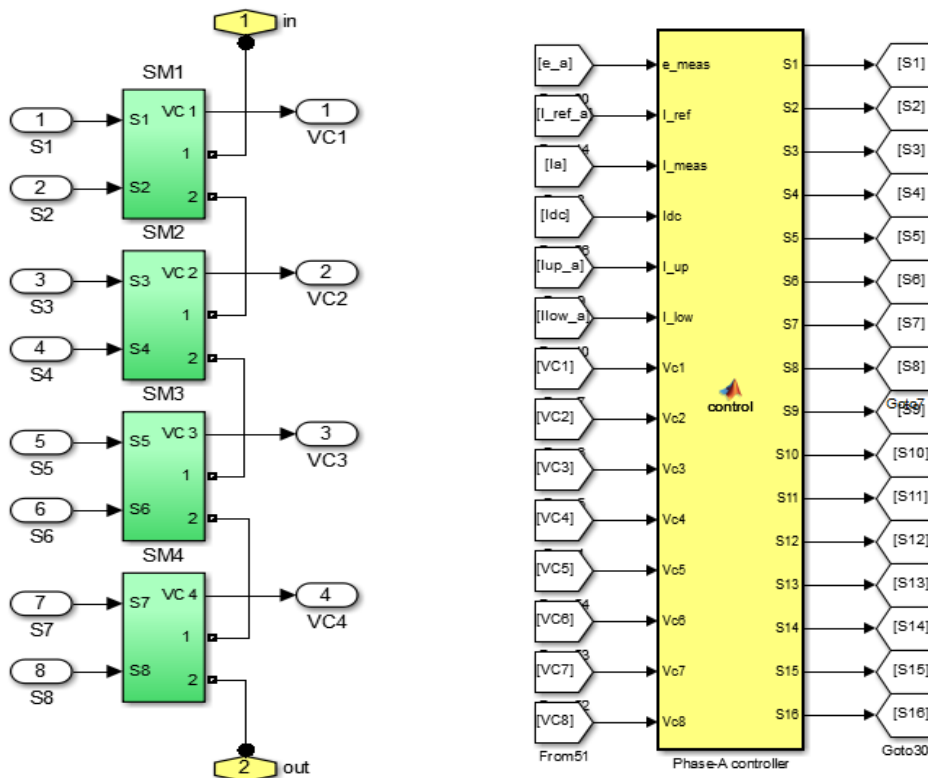 1 in
SM1
1 S1 VC 1 1
S1 1 VC1
2 S2 2
S2
SM2
3 S3 VC 2 2
S3 1 VC2
4 S4 2
S4
SM3
5 S5 VC 3 3
S5 1 VC3
6 S6 2
S6
SM4
7 S7 VC 4 4
S7 1 VC4
8 S8 2
S8
2 out
[e_a] e_meas S1 [S1]
[I_ref_a] I_ref S2 [S2]
[Ia] I_meas S3 [S3]
[Idc] Idc S4 [S4]
[Iup_a] I_up S5 [S5]
[Ilow_a] I_low S6 [S6]
[VC1] Vc1 S7 [S7]
[VC2] Vc2 S8 [S8]
[VC3] Vc3 S9 [S9]
[VC4] Vc4 S10 [S10]
[VC5] Vc5 S11 [S11]
[VC6] Vc6 S12 [S12]
[VC7] Vc7 S13 [S13]
[VC8] Vc8 S14 [S14]
S15 [S15]
S16 [S16]
control
Goto7
From51
Phase-A controller
Goto30